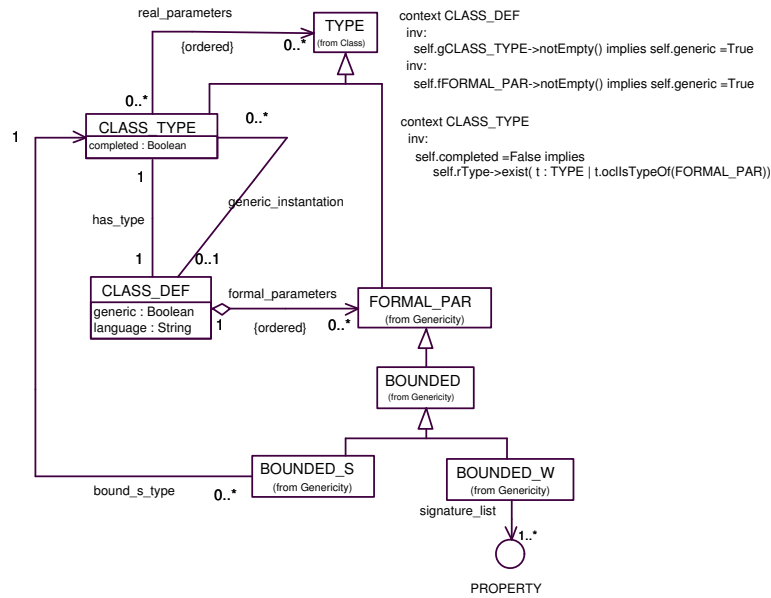 real_parameters
TYPE
(from Class)
{ordered}
0..*
context CLASS_DEF
inv:
self.gCLASS_TYPE->notEmpty() implies self.generic =True
inv:
self.fFORMAL_PAR->notEmpty() implies self.generic =True
0..*
0..*
1
CLASS_TYPE
completed : Boolean
context CLASS_TYPE
inv:
self.completed =False implies
self.rType->exist( t : TYPE | t.oclIsTypeOf(FORMAL_PAR))
1
generic_instantation
has_type
1
0..1
CLASS_DEF
generic : Boolean
language : String
formal_parameters
1
{ordered}
0..*
FORMAL_PAR
(from Genericity)
BOUNDED
(from Genericity)
BOUNDED_S
(from Genericity)
BOUNDED_W
(from Genericity)
bound_s_type
0..*
signature_list
1..*
PROPERTY